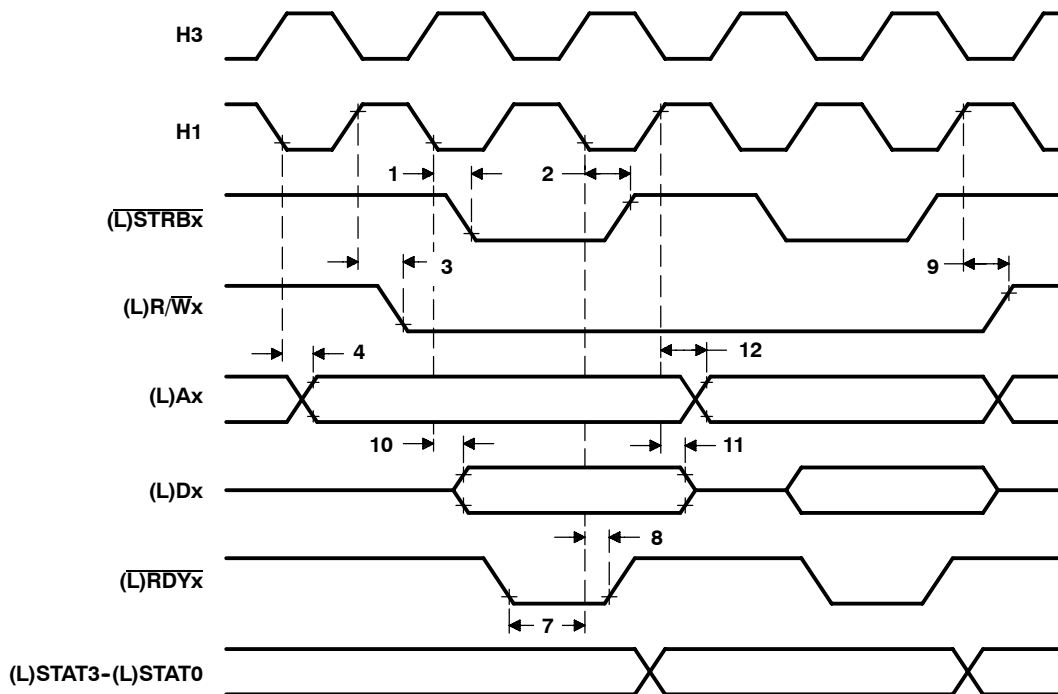 H3
H1
1
2
(L)STRBx
3
9
(L)R/Wx
4
12
(L)Ax
10
11
(L)Dx
8
(L)RDYx
7
(L)STAT3-(L)STAT0